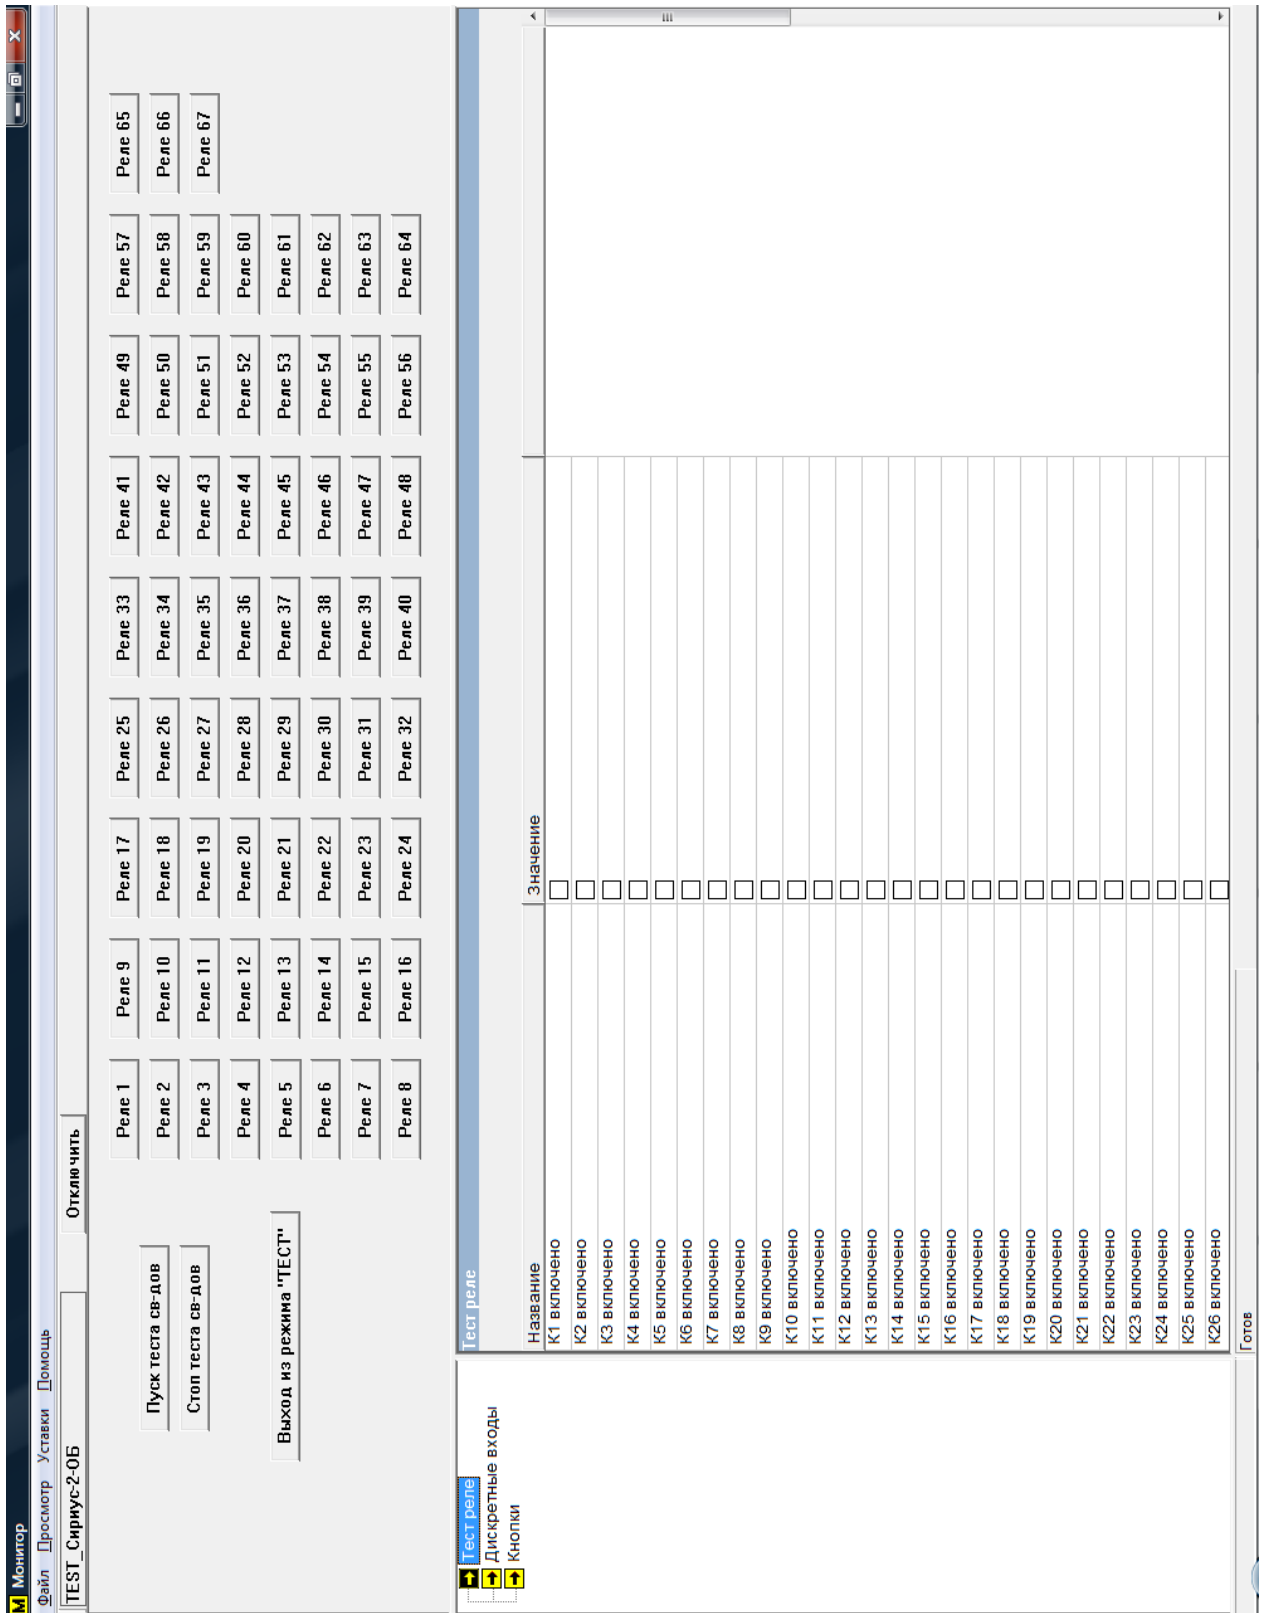 Монитор
Файл Просмотр Уставки Помощь
TEST_Сириус-2-ОБ Отключить
Реле 1 Реле 9 Реле 17 Реле 25 Реле 33 Реле 41 Реле 49 Реле 57 Реле 65
Пуск теста св-дов Реле 2 Реле 10 Реле 18 Реле 26 Реле 34 Реле 42 Реле 50 Реле 58 Реле 66
Стоп теста св-дов Реле 3 Реле 11 Реле 19 Реле 27 Реле 35 Реле 43 Реле 51 Реле 59 Реле 67
Реле 4 Реле 12 Реле 20 Реле 28 Реле 36 Реле 44 Реле 52 Реле 60
Выход из режима "ТЕСТ" Реле 5 Реле 13 Реле 21 Реле 29 Реле 37 Реле 45 Реле 53 Реле 61
Реле 6 Реле 14 Реле 22 Реле 30 Реле 38 Реле 46 Реле 54 Реле 62
Реле 7 Реле 15 Реле 23 Реле 31 Реле 39 Реле 47 Реле 55 Реле 63
Реле 8 Реле 16 Реле 24 Реле 32 Реле 40 Реле 48 Реле 56 Реле 64
Тест реле
Дискретные входы
Кнопки
Тест реле
Название Значение
К1 включено
К2 включено
К3 включено
К4 включено
К5 включено
К6 включено
К7 включено
К8 включено
К9 включено
К10 включено
К11 включено
К12 включено
К13 включено
К14 включено
К15 включено
К16 включено
К17 включено
К18 включено
К19 включено
К20 включено
К21 включено
К22 включено
К23 включено
К24 включено
К25 включено
К26 включено
Готов